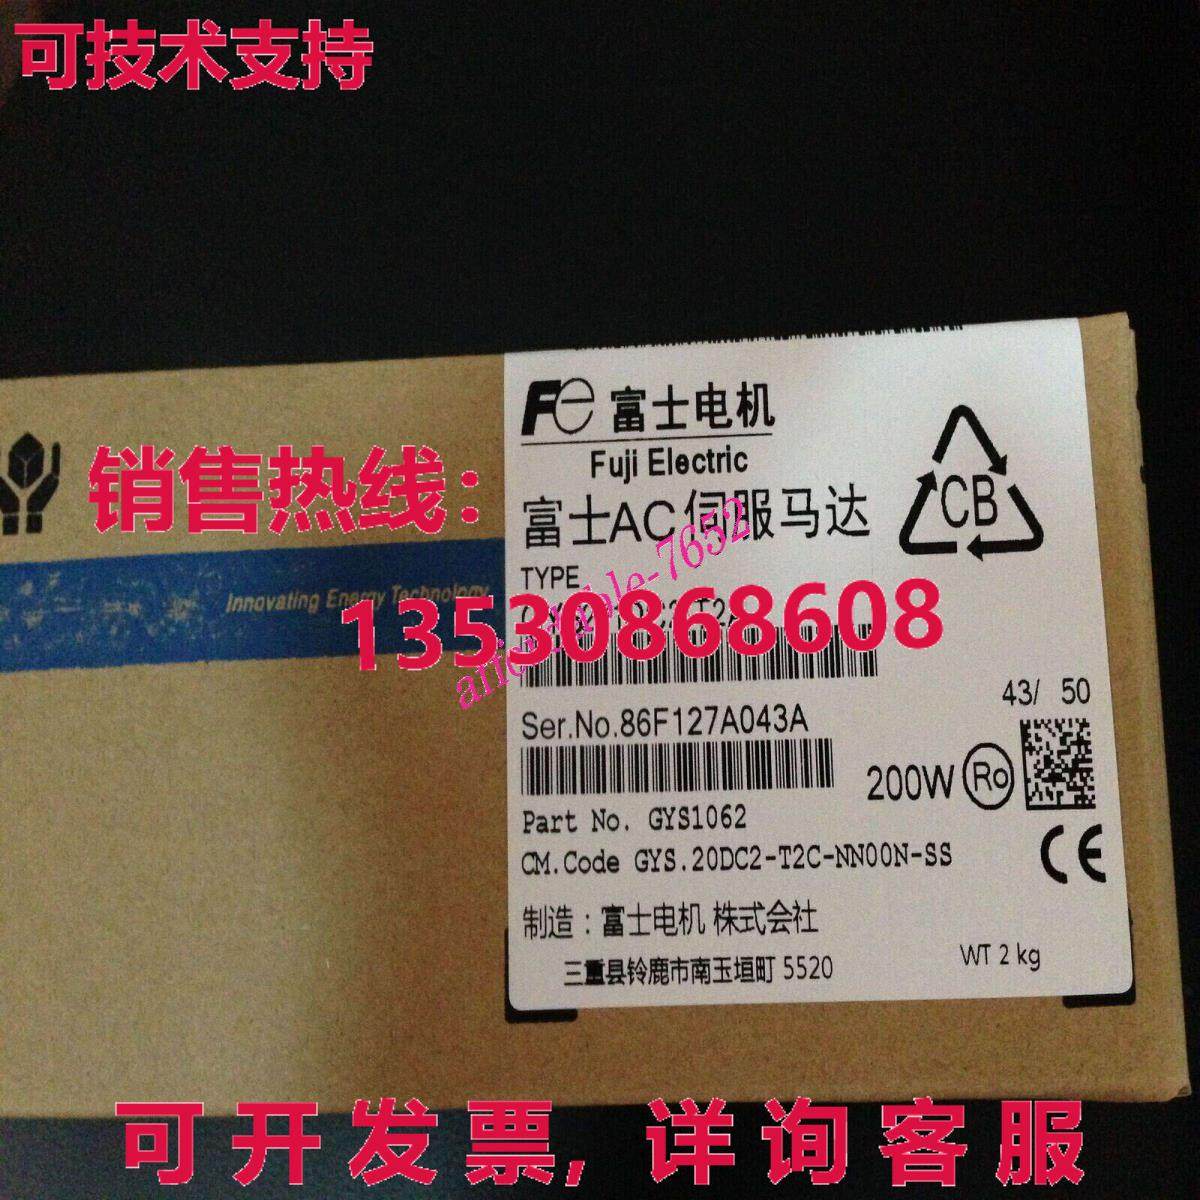 可技术支持
Fe 富士电机
Fuji Electric
销售热线：
富士AC伺服马达
CB
TYPE
Innovating Energy Technology
13530868608
43/ 50
Ser.No.86F127A043A
200W Ro
Part No. GYS1062
CM.Code GYS.20DC2-T2C-NN00N-SS
CE
制造：富士电机 株式会社
三重县铃鹿市南玉垣町 5520
WT 2 kg
可开发票，详询客服